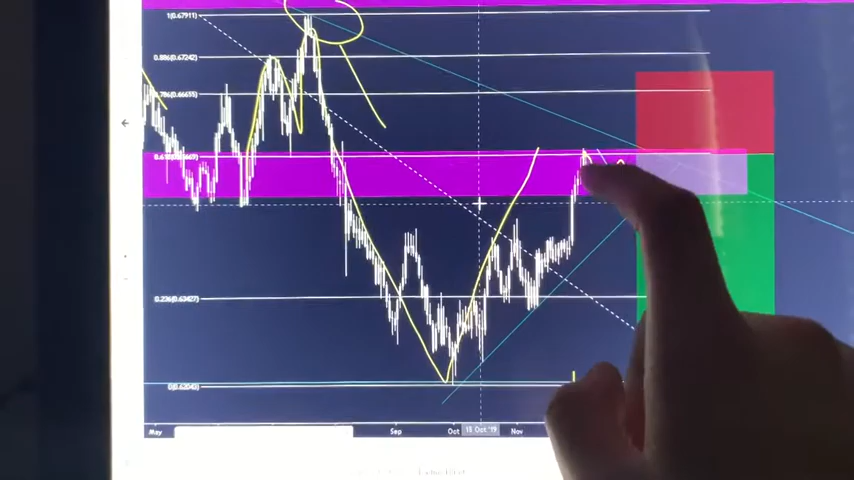 1(0.67911)
0.886(0.67242)
0.786(0.66655)
0.236(0.63427)
0(0.62043)
May
Sep
Oct
15 Oct '19
Nov